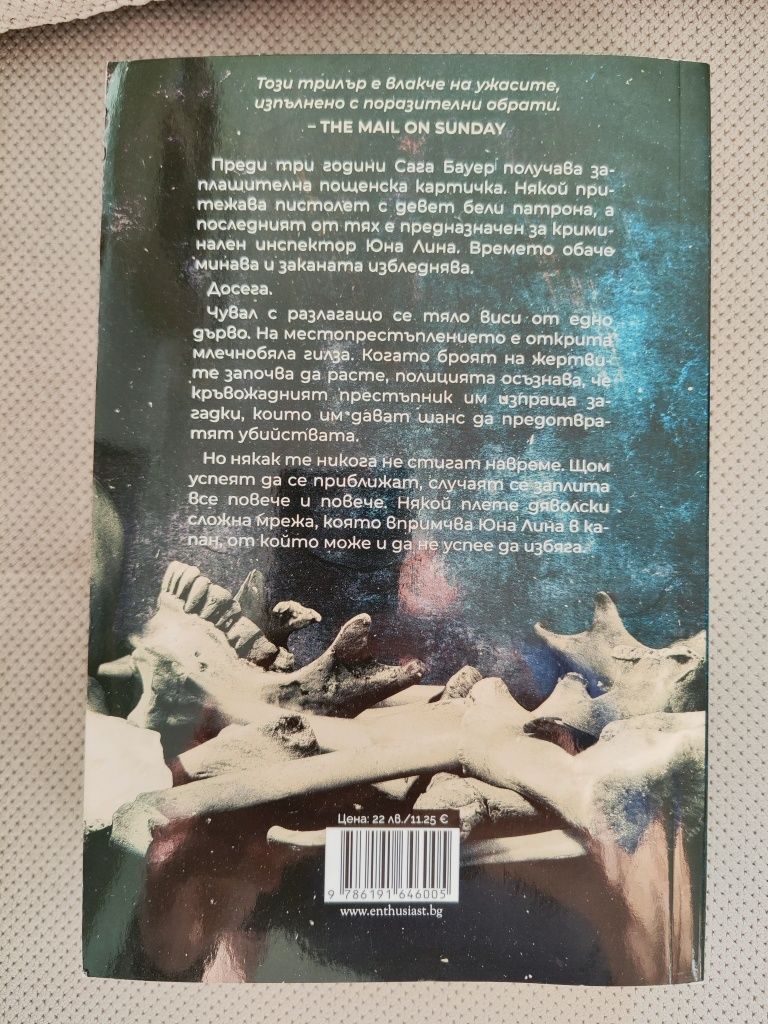 Този трилър е влакче на ужасите,
изпълнено с поразителни обрати.
– THE MAIL ON SUNDAY
Преди три години Сага Бауер получава за-
плашителна пощенска картичка. Някой при-
тежава пистолет с девет бели патрона, а
последният от тях е предназначен за крими-
нален инспектор Юна Лина. Времето обаче
минава и заканата избледнява.
Досега.
Чувал с разлагащо се тяло виси от едно
дърво. На местопрестъплението е открита
млечнобяла гилза. Когато броят на жертви-
те започва да расте, полицията осъзнава, че
кръвожадният престъпник им изпраща за-
гадки, които им дават шанс да предотвра-
тят убийствата.
Но някак те никога не стигат навреме. Щом
успеят да се приближат, случаят се заплита
все повече и повече. Някой плете дяволски
сложна мрежа, която впримчва Юна Лина в ка-
пан, от който може и да не успее да избяга.
Цена: 22 лв./11.25 €
9 786191 646005
www.enthusiast.bg